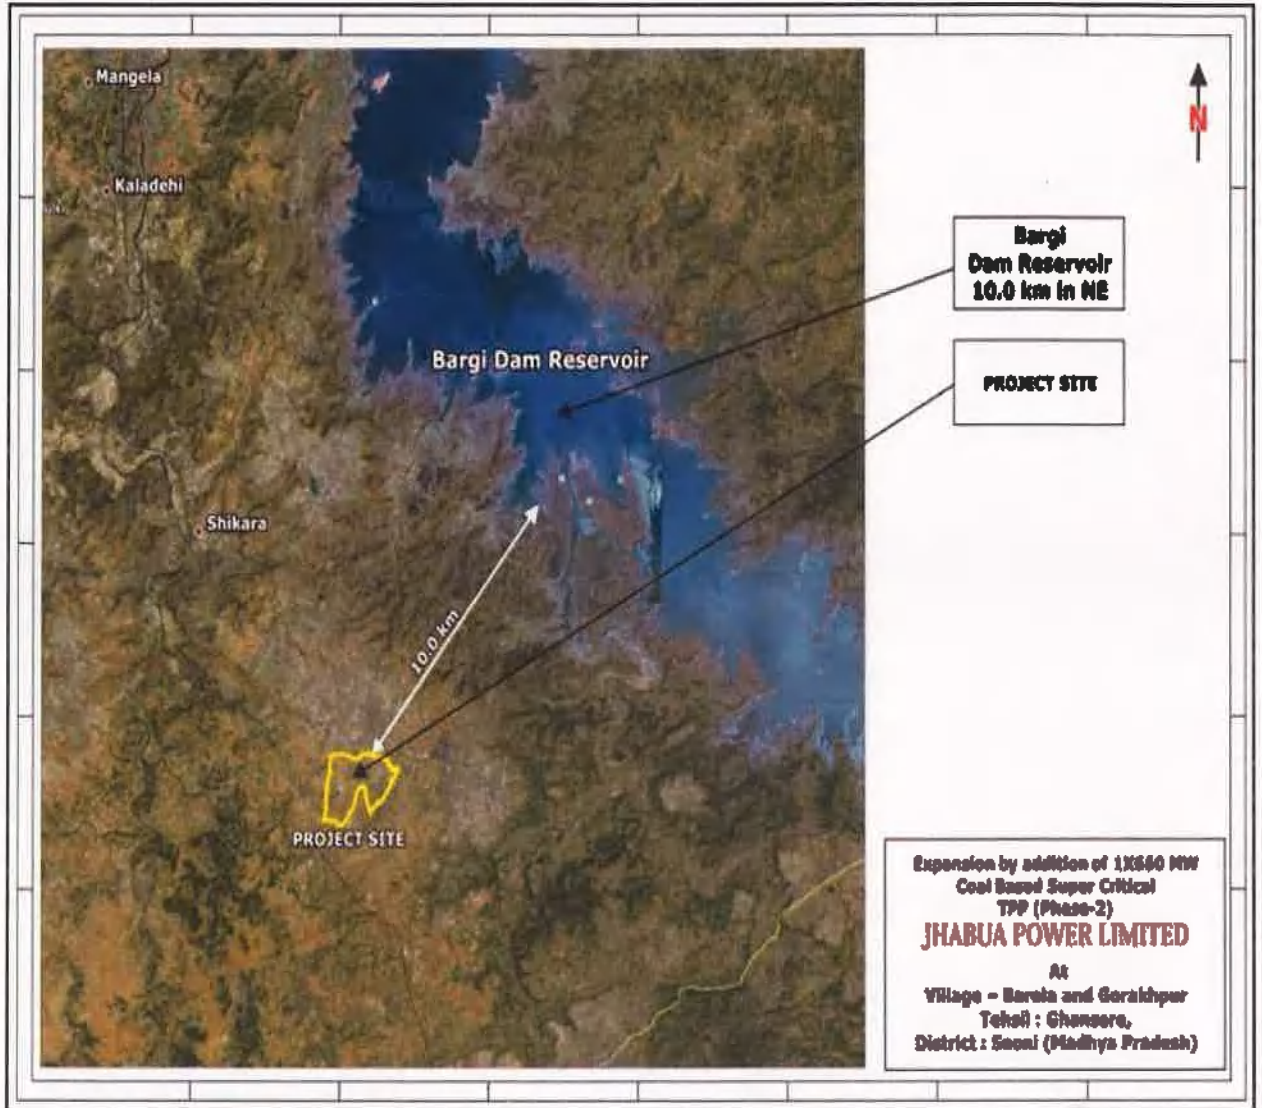 Mangela
Kaladehi
Bargi Dam Reservoir
Shikara
10.0 km
PROJECT SITE
N
Bargi
Dam Reservoir
10.0 km in NE
PROJECT SITE
Expansion by addition of 1X660 MW
Coal Based Super Critical
TPP (Phase-2)
JHABUA POWER LIMITED
At
Village - Barela and Gorakhpur
Tehsil : Ghansore,
District : Seoni (Madhya Pradesh)